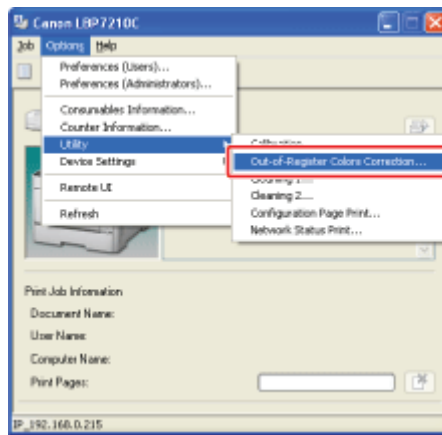 Canon LBP7210C
Job Options Help
Preferences (Users)...
Preferences (Administrators)...
Consumables Information...
Counter Information...
Utility
Calibration...
Device Settings
Out-of-Register Colors Correction...
Cleaning 1...
Remote UI
Cleaning 2...
Configuration Page Print...
Refresh
Network Status Print...
Print Job Information
Document Name:
User Name:
Computer Name:
Print Pages:
IP_192.168.0.215